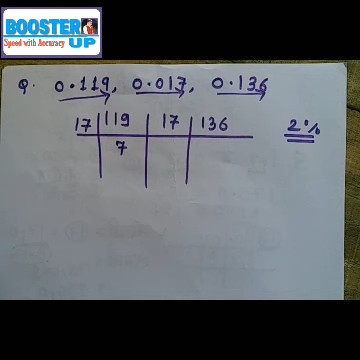 BOOSTER
Speed with Accuracy UP
Q. 0.119, 0.017, 0.136
17 119 17 136 2%
7